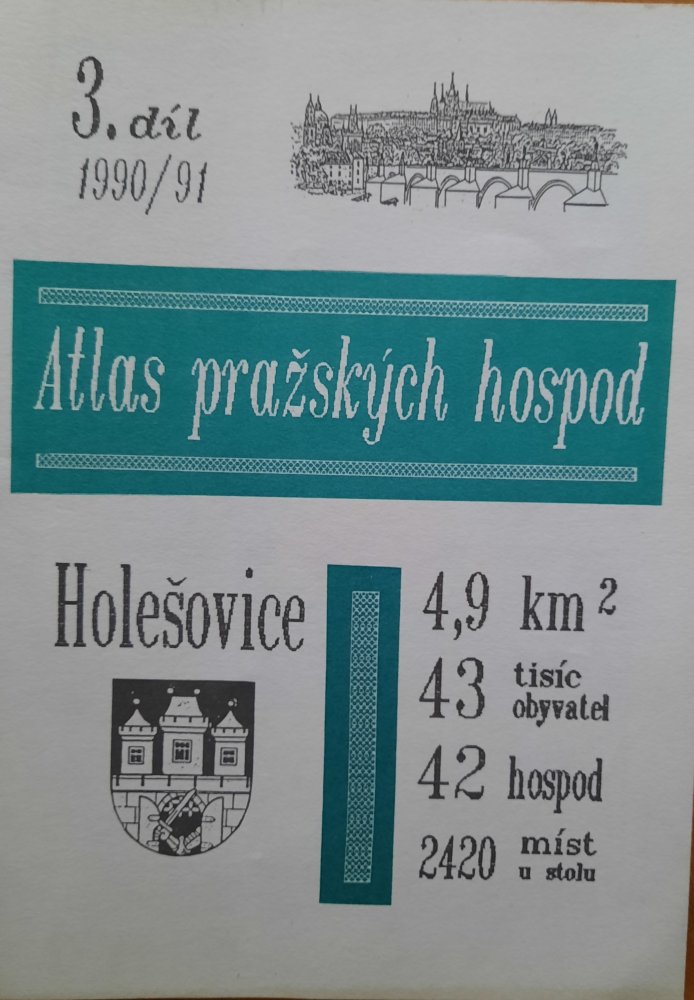 3. díl
1990/91
Atlas pražských hospod
Holešovice
4,9 km²
43 tisíc obyvatel
42 hospod
2420 míst u stolu